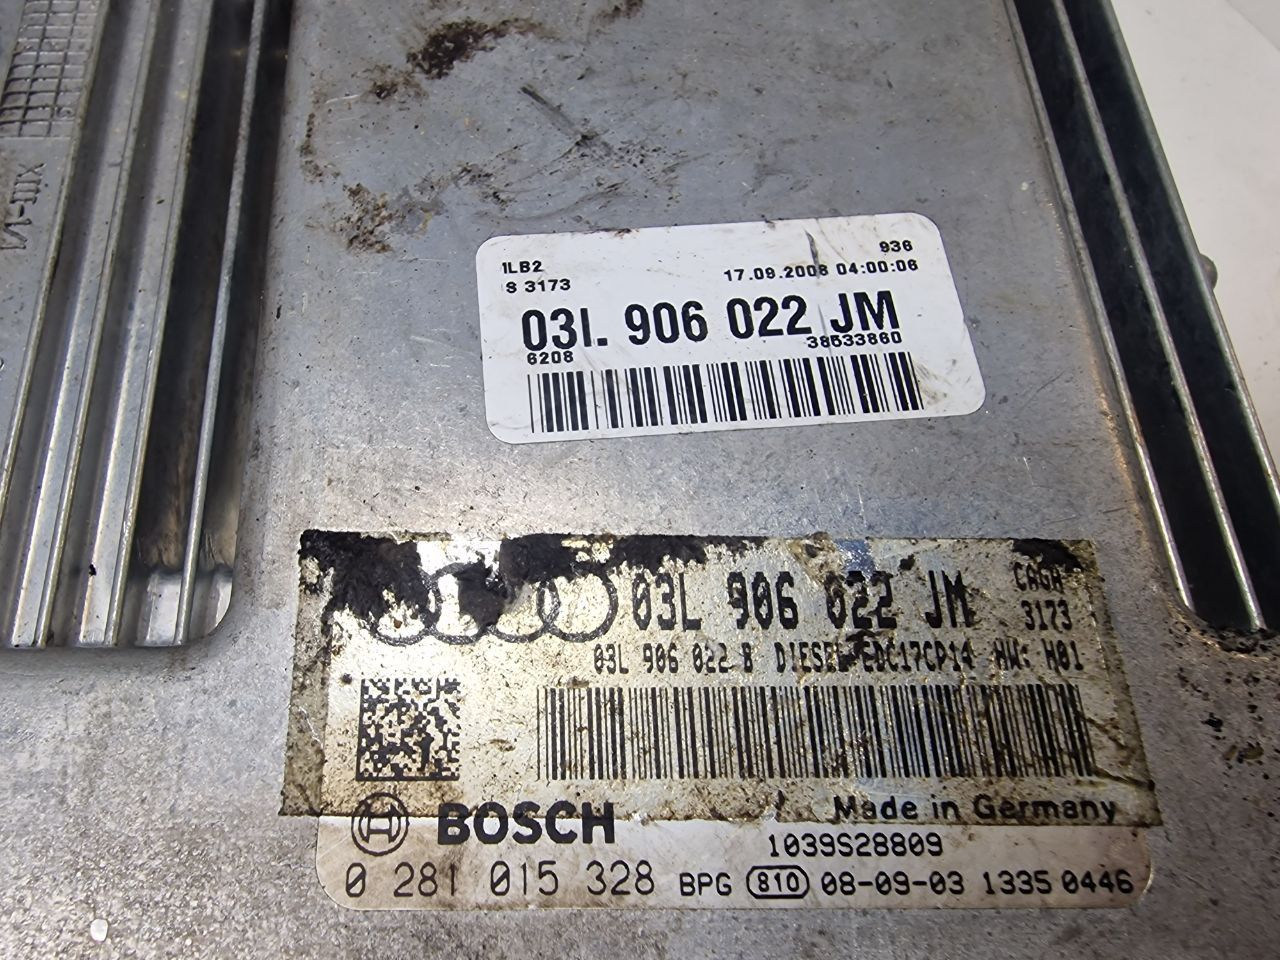 936
1LB2
S 3173
17.09.2008 04:00:06
03L 906 022 JM
6208
38533860
03L 906 022 JM
CAGA
3173
03L 906 022 B DIESEL EDC17CP14 HW: H01
BOSCH
Made in Germany
1039S28809
0 281 015 328
BPG 810 08-09-03 1335 0446